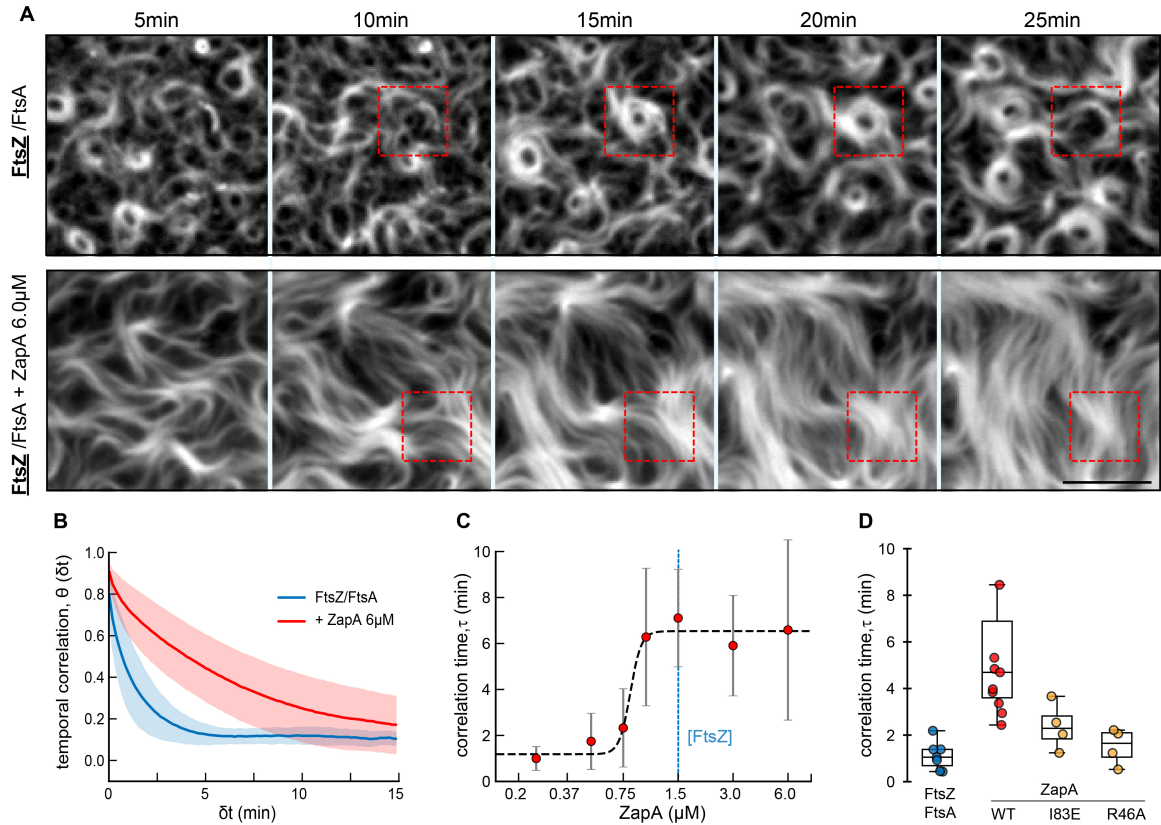 A
5min 10min 15min 20min 25min
FtsZ /FtsA
FtsZ /FtsA + ZapA 6.0μM
B
temporal correlation, θ (δt)
1.0
0.8
0.6
0.4
0.2
0.0
FtsZ/FtsA
+ ZapA 6μM
0 5 10 15
δt (min)
C
correlation time,τ (min)
10
8
6
4
2
0
[FtsZ]
0.2 0.37 0.75 1.5 3.0 6.0
ZapA (μM)
D
correlation time,τ (min)
10
8
6
4
2
0
FtsZ
FtsA
ZapA
WT I83E R46A